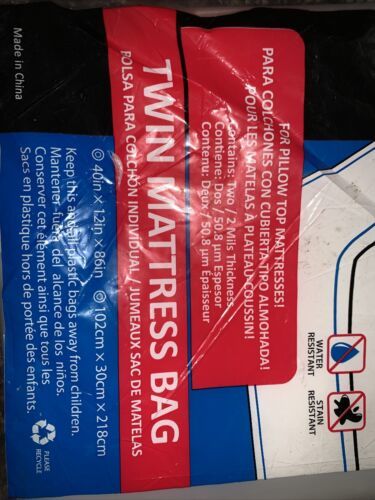 FOR PILLOW TOP MATTRESSES!
PARA COLCHONES CON CUBIERTA TIPO ALMOHADA!
POUR LES MATELAS À PLATEAU-COUSSIN!
Contains: Two / 2 Mils Thickness
Contiene: Dos / 50,8 µm Espesor
Contenu: Deux / 50,8 µm Épaisseur
WATER
RESISTANT
STAIN
RESISTANT
TWIN MATTRESS BAG
BOLSA PARA COLCHÓN INDIVIDUAL / JUMEAUX SAC DE MATELAS
40in x 12in x 86in
102cm x 30cm x 218cm
Keep this and all plastic bags away from children.
Mantener fuera del alcance de los niños.
Conserver cet élément ainsi que tous les
Sacs en plastique hors de portée des enfants.
PLEASE
RECYCLE
Made in China